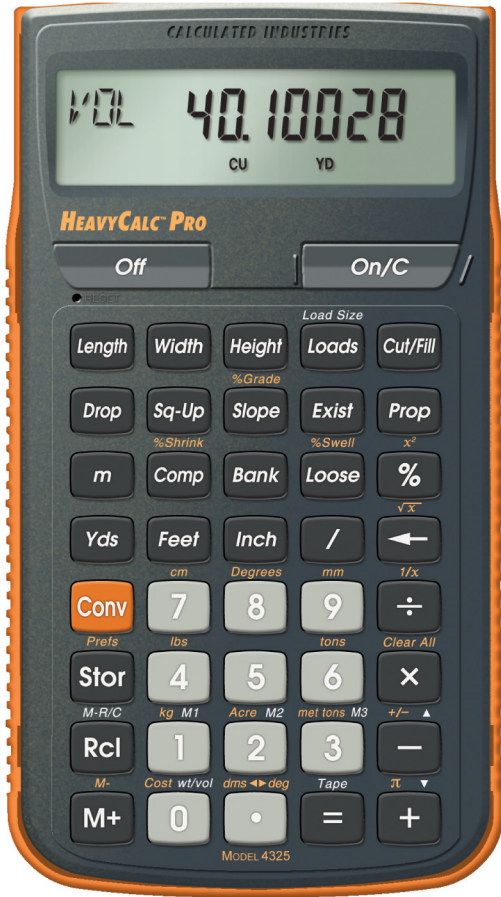 CALCULATED INDUSTRIES
VOL 40.10028
CU YD
HEAVYCALC™ PRO
Off On/C
RESET
Load Size
Length Width Height Loads Cut/Fill
%Grade
Drop Sq-Up Slope Exist Prop
%Shrink %Swell x²
m Comp Bank Loose %
√x
Yds Feet Inch /
cm Degrees mm 1/x
Conv 7 8 9 ÷
Prefs lbs tons Clear All
Stor 4 5 6 ×
M-R/C kg M1 Acre M2 met tons M3 +/− ▲
Rcl 1 2 3 −
M- Cost wt/vol dms◄►deg Tape π ▼
M+ 0 • = +
MODEL 4325